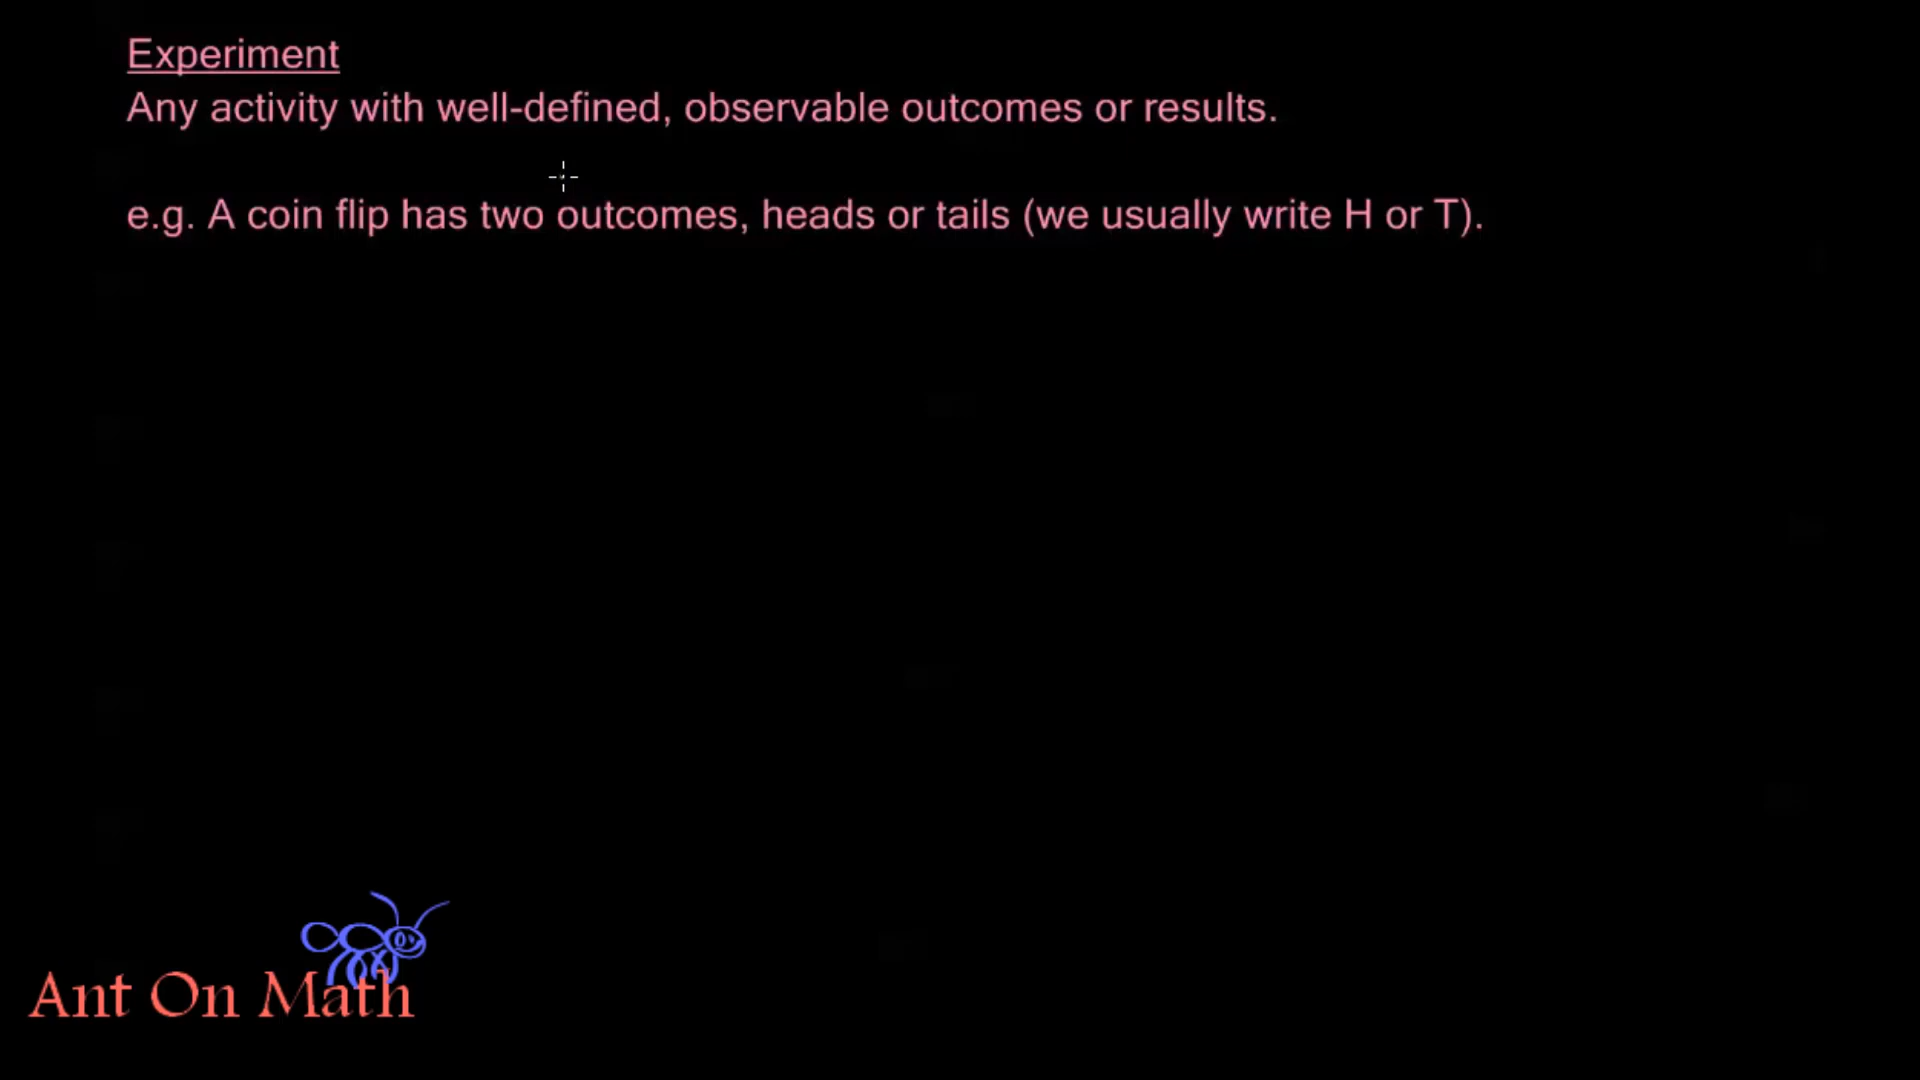 Experiment
Any activity with well-defined, observable outcomes or results.
e.g. A coin flip has two outcomes, heads or tails (we usually write H or T).
Ant On Math